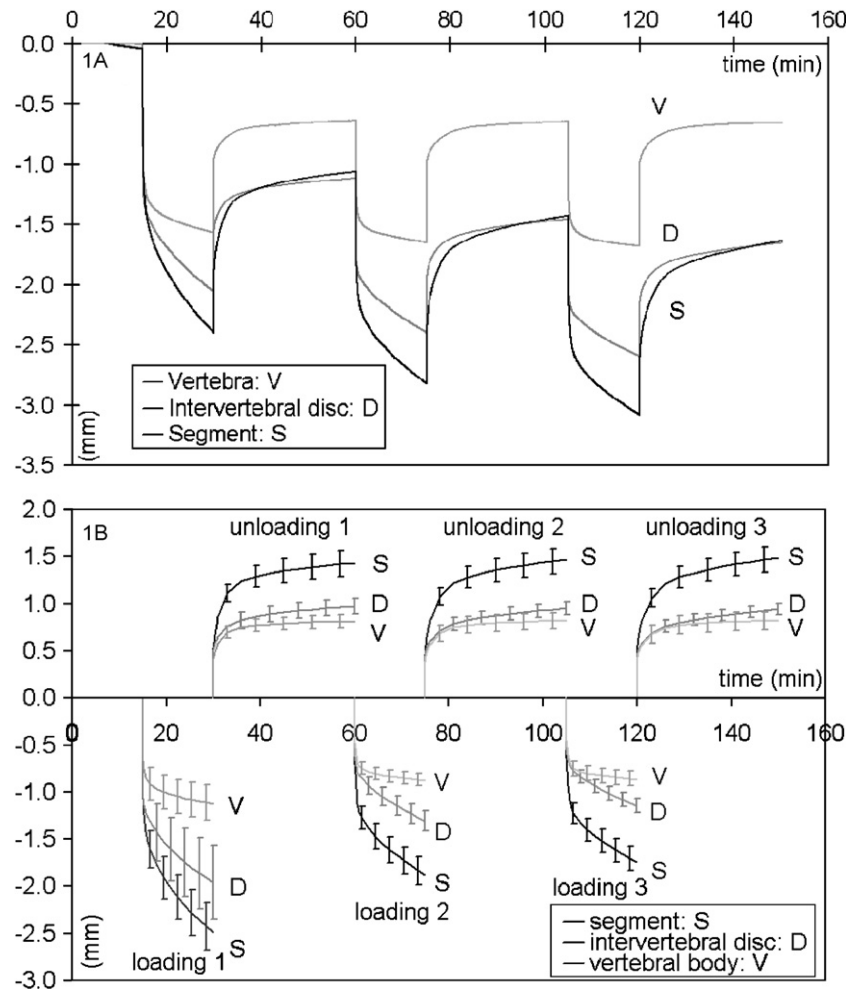 0 20 40 60 80 100 120 140 160
0.0
1A
time (min)
-0.5
V
-1.0
-1.5
D
-2.0
S
-2.5
Vertebra: V
Intervertebral disc: D
-3.0
Segment: S
-3.5
(mm)
2.0
1B
unloading 1 unloading 2 unloading 3
1.5
S S S
1.0
D D D
V V V
0.5
time (min)
0.0
0 20 40 60 80 100 120 140 160
-0.5
V V
-1.0
V D D
-1.5
S
-2.0
D S loading 3
loading 2
-2.5
S
segment: S
intervertebral disc: D
loading 1
vertebral body: V
-3.0
(mm)